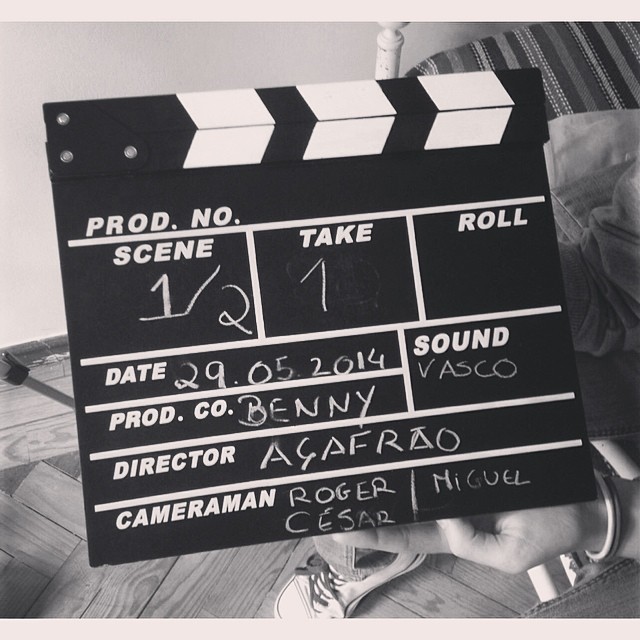 PROD. NO.
SCENE TAKE ROLL
1/2 1
DATE 29.05.2014 SOUND
VASCO
PROD. CO. BENNY
DIRECTOR AÇAFRÃO
CAMERAMAN ROGER | MIGUEL
CÉSAR